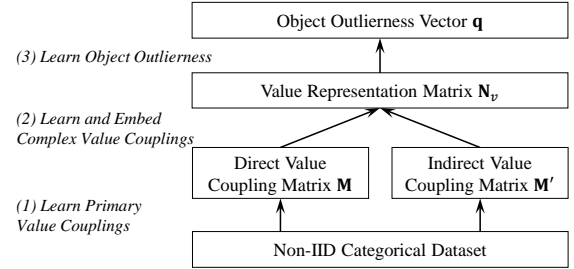 Object Outlierness Vector q
(3) Learn Object Outlierness
Value Representation Matrix Nᵥ
(2) Learn and Embed
Complex Value Couplings
Direct Value
Coupling Matrix M
Indirect Value
Coupling Matrix M′
(1) Learn Primary
Value Couplings
Non-IID Categorical Dataset